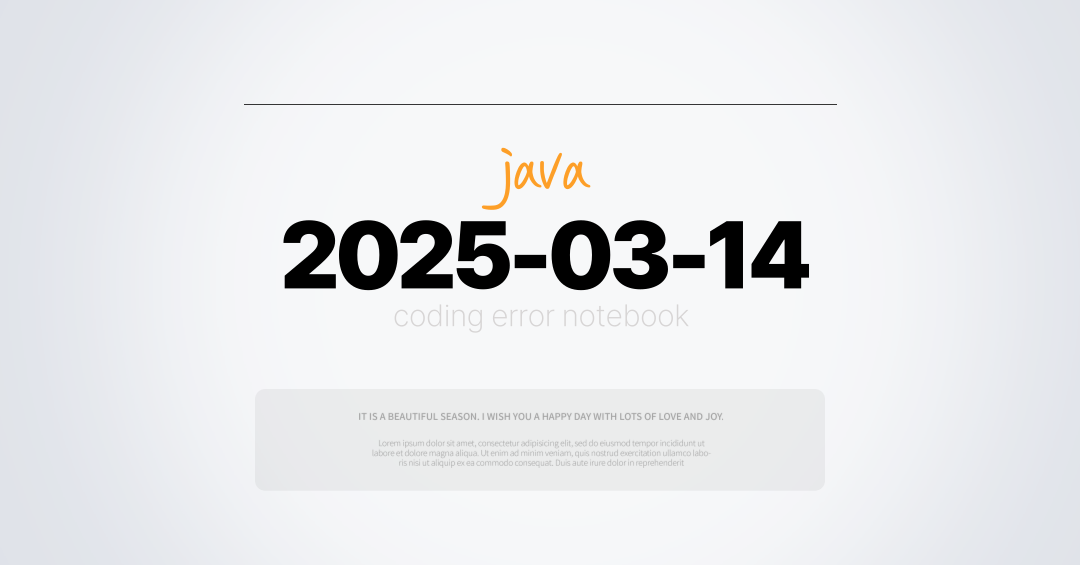 java
2025-03-14
coding error notebook
IT IS A BEAUTIFUL SEASON. I WISH YOU A HAPPY DAY WITH LOTS OF LOVE AND JOY.
Lorem ipsum dolor sit amet, consectetur adipisicing elit, sed do eiusmod tempor incididunt ut
labore et dolore magna aliqua. Ut enim ad minim veniam, quis nostrud exercitation ullamco labo-
ris nisi ut aliquip ex ea commodo consequat. Duis aute irure dolor in reprehenderit